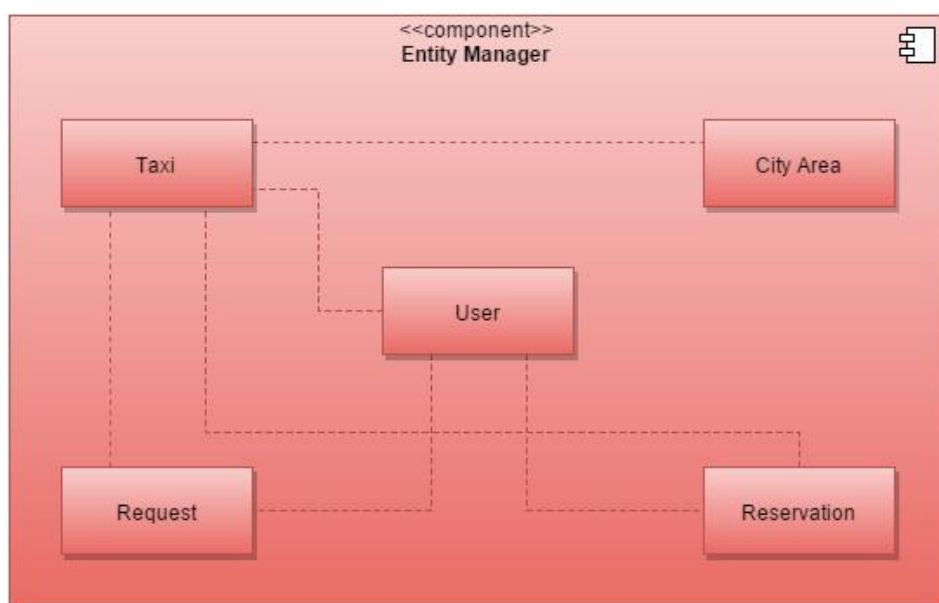 <<component>>
Entity Manager
Taxi
City Area
User
Request
Reservation